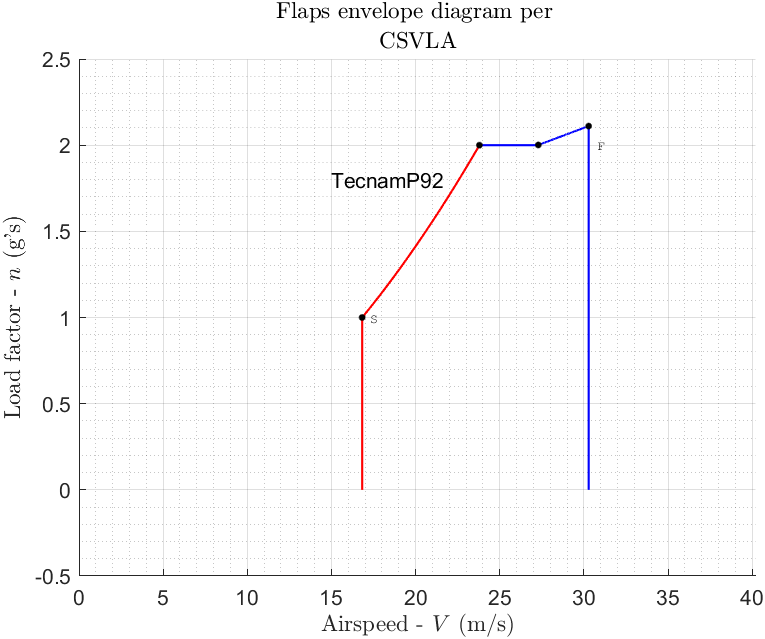 Flaps envelope diagram per
CSVLA
2.5
2
F
TecnamP92
1.5
1
S
0.5
0
-0.5
0 5 10 15 20 25 30 35 40
Load factor - n (g's)
Airspeed - V (m/s)